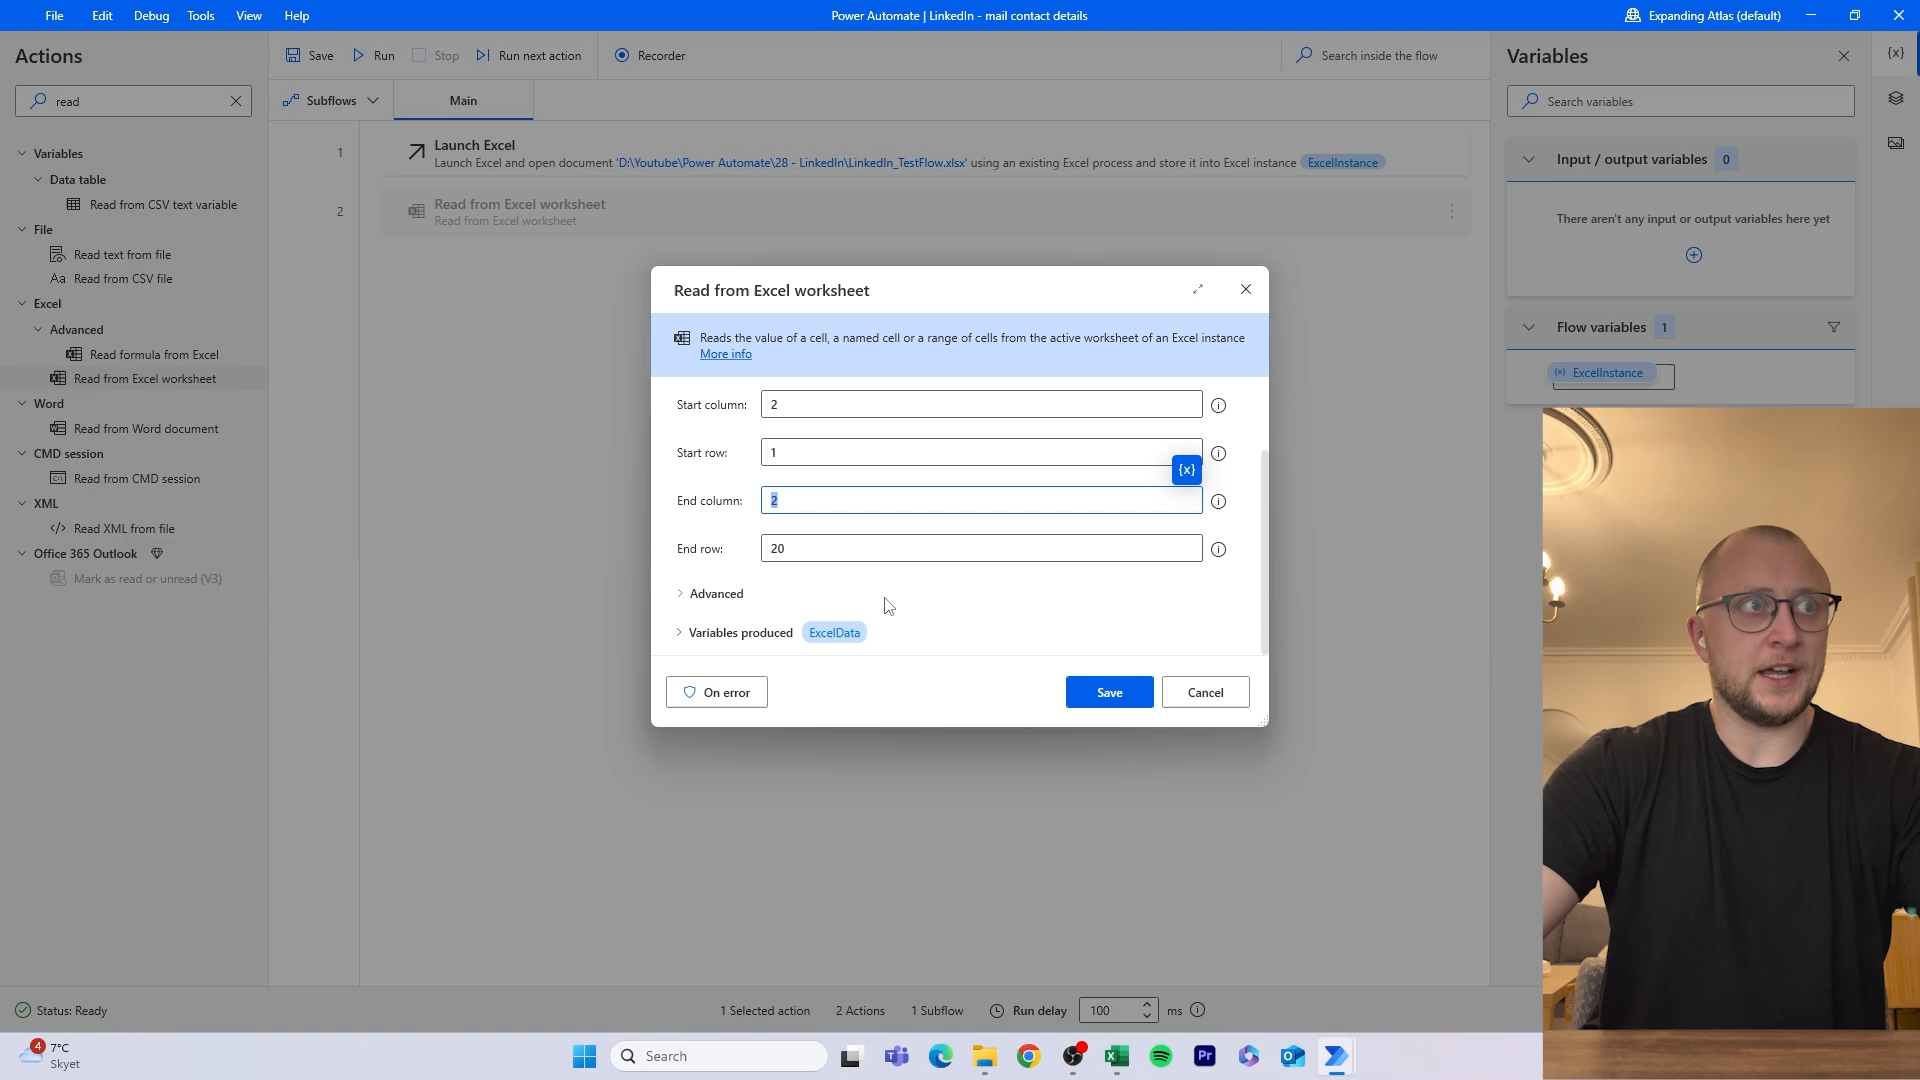 File Edit Debug Tools View Help
Power Automate | LinkedIn - mail contact details
Expanding Atlas (default)
Actions
read
Variables
Data table
Read from CSV text variable
File
Read text from file
Aa Read from CSV file
Excel
Advanced
Read formula from Excel
Read from Excel worksheet
Word
Read from Word document
CMD session
Read from CMD session
XML
Read XML from file
Office 365 Outlook
Mark as read or unread (V3)
Save Run Stop Run next action Recorder
Search inside the flow
Subflows Main
1
Launch Excel
Launch Excel and open document 'D:\Youtube\Power Automate\28 - LinkedIn\LinkedIn_TestFlow.xlsx' using an existing Excel process and store it into Excel instance ExcelInstance
2
Read from Excel worksheet
Read from Excel worksheet
Read from Excel worksheet
Reads the value of a cell, a named cell or a range of cells from the active worksheet of an Excel instance
More info
Start column: 2
Start row: 1
{x}
End column: 2
End row: 20
Advanced
Variables produced ExcelData
On error
Save
Cancel
Variables
{x}
Search variables
Input / output variables 0
There aren't any input or output variables here yet
Flow variables 1
(x) ExcelInstance
Status: Ready
1 Selected action 2 Actions 1 Subflow Run delay 100 ms
4
7°C
Skyet
Search
Pr